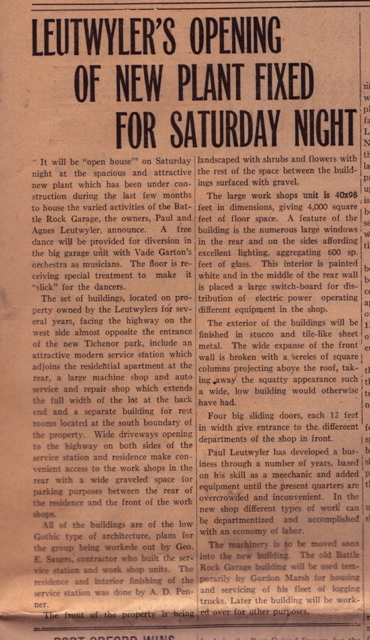 LEUTWYLER'S OPENING
OF NEW PLANT FIXED
FOR SATURDAY NIGHT
It will be "open house" on Saturday
night at the spacious and attractive
new plant which has been under con-
struction during the last few months
to house the varied activities of the Bat-
tle Rock Garage, the owners, Paul and
Agnes Leutwyler, announce. A free
dance will be provided for diversion in
the big garage unit with Vade Garton's
orchestra as musicians. The floor is re-
ceiving special treatment to make it
"slick" for the dancers.
The set of buildings, located on pro-
perty owned by the Leutwylers for sev-
eral years, facing the highway on the
west side almost opposite the entrance
of the new Tichenor park, include an
attractive modern service station which
adjoins the residential apartment at the
rear, a large machine shop and auto
service and repair shop which extends
the full width of the lot at the back
end and a separate building for rest
rooms located at the south boundary of
the property. Wide driveways opening
to the highway on both sides of the
service station and residence make con-
venient access to the work shops in the
rear with a wide graveled space for
parking purposes between the rear of
the residence and the front of the work
shops.
All of the buildings are of the low
Gothic type of architecture, plans for
the group being workede out by Geo.
E. Sauers, contractor who built the ser-
vice station and work shop units. The
residence and interior finishing of the
service station was done by A. D. Pen-
ner.
The front of the property is being
landscaped with shrubs and flowers with
the rest of the space between the build-
ings surfaced with gravel.
The large work shops unit is 40x98
feet in dimensions, giving 4,000 square
feet of floor space. A feature of the
building is the numerous large windows
in the rear and on the sides affording
excellent lighting, aggregating 600 sp.
feet of glass. This interior is painted
white and in the middle of the rear wall
is placed a large switch-board for dis-
tribution of electric power operating
different equipment in the shop.
The exterior of the buildings will be
finished in stucco and tile-like sheet
metal. The wide expanse of the front
wall is broken with a sereies of square
columns projecting above the roof, tak-
ing away the squatty appearance such
a wide, low building would otherwise
have had.
Four big sliding doors, each 12 feet
in width give entrance to the different
departments of the shop in front.
Paul Leutwyler has developed a bus-
iness through a number of years, based
on his skill as a mechanic and added
equipment until the present quarters are
overcrowded and inconvenient. In the
new shop different types of work can
be departmentized and accomplished
with an economy of labor.
The machinery is to be moved soon
into the new building. The old Battle
Rock Garage building will be used tem-
porarily by Gordon Marsh for housing
and servicing of his fleet of logging
trucks. Later the building will be work-
ed over for other purposes.